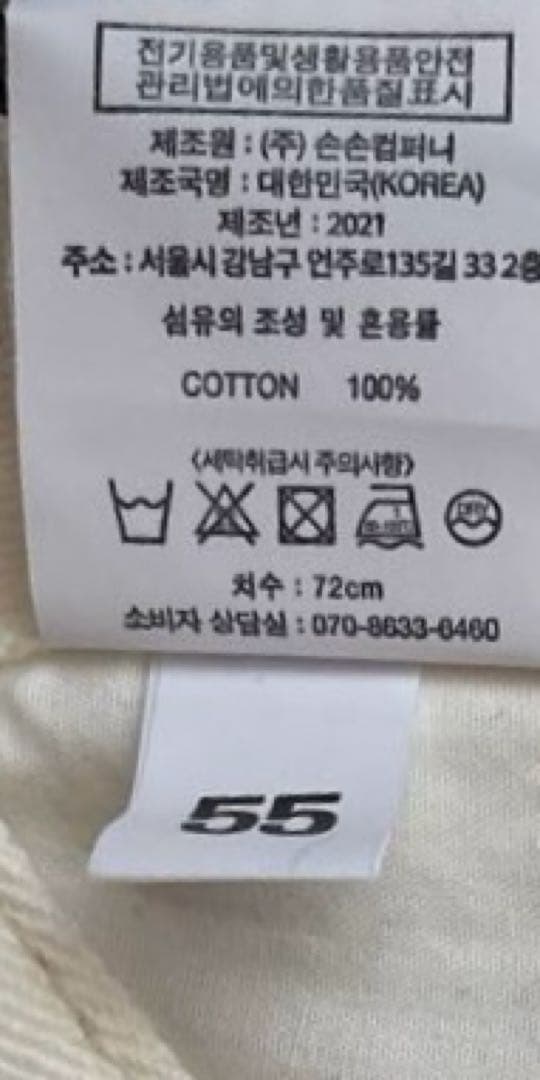 전기용품및생활용품안전
관리법에의한품질표시
제조원 : (주) 손손컴퍼니
제조국명 : 대한민국(KOREA)
제조년 : 2021
주소 : 서울시 강남구 언주로135길 33 2층
섬유의 조성 및 혼용률
COTTON 100%
<세탁취급시 주의사항>
치수 : 72cm
소비자 상담실 : 070-8633-6460
55